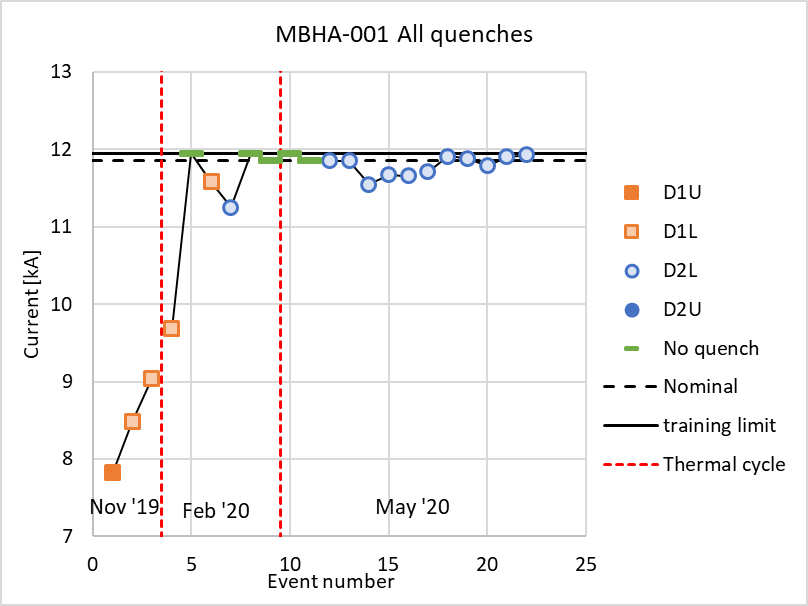 MBHA-001 All quenches
13
12
11
10
9
8
7
Current [kA]
Nov '19
Feb '20
May '20
0 5 10 15 20 25
Event number
D1U
D1L
D2L
D2U
No quench
Nominal
training limit
Thermal cycle